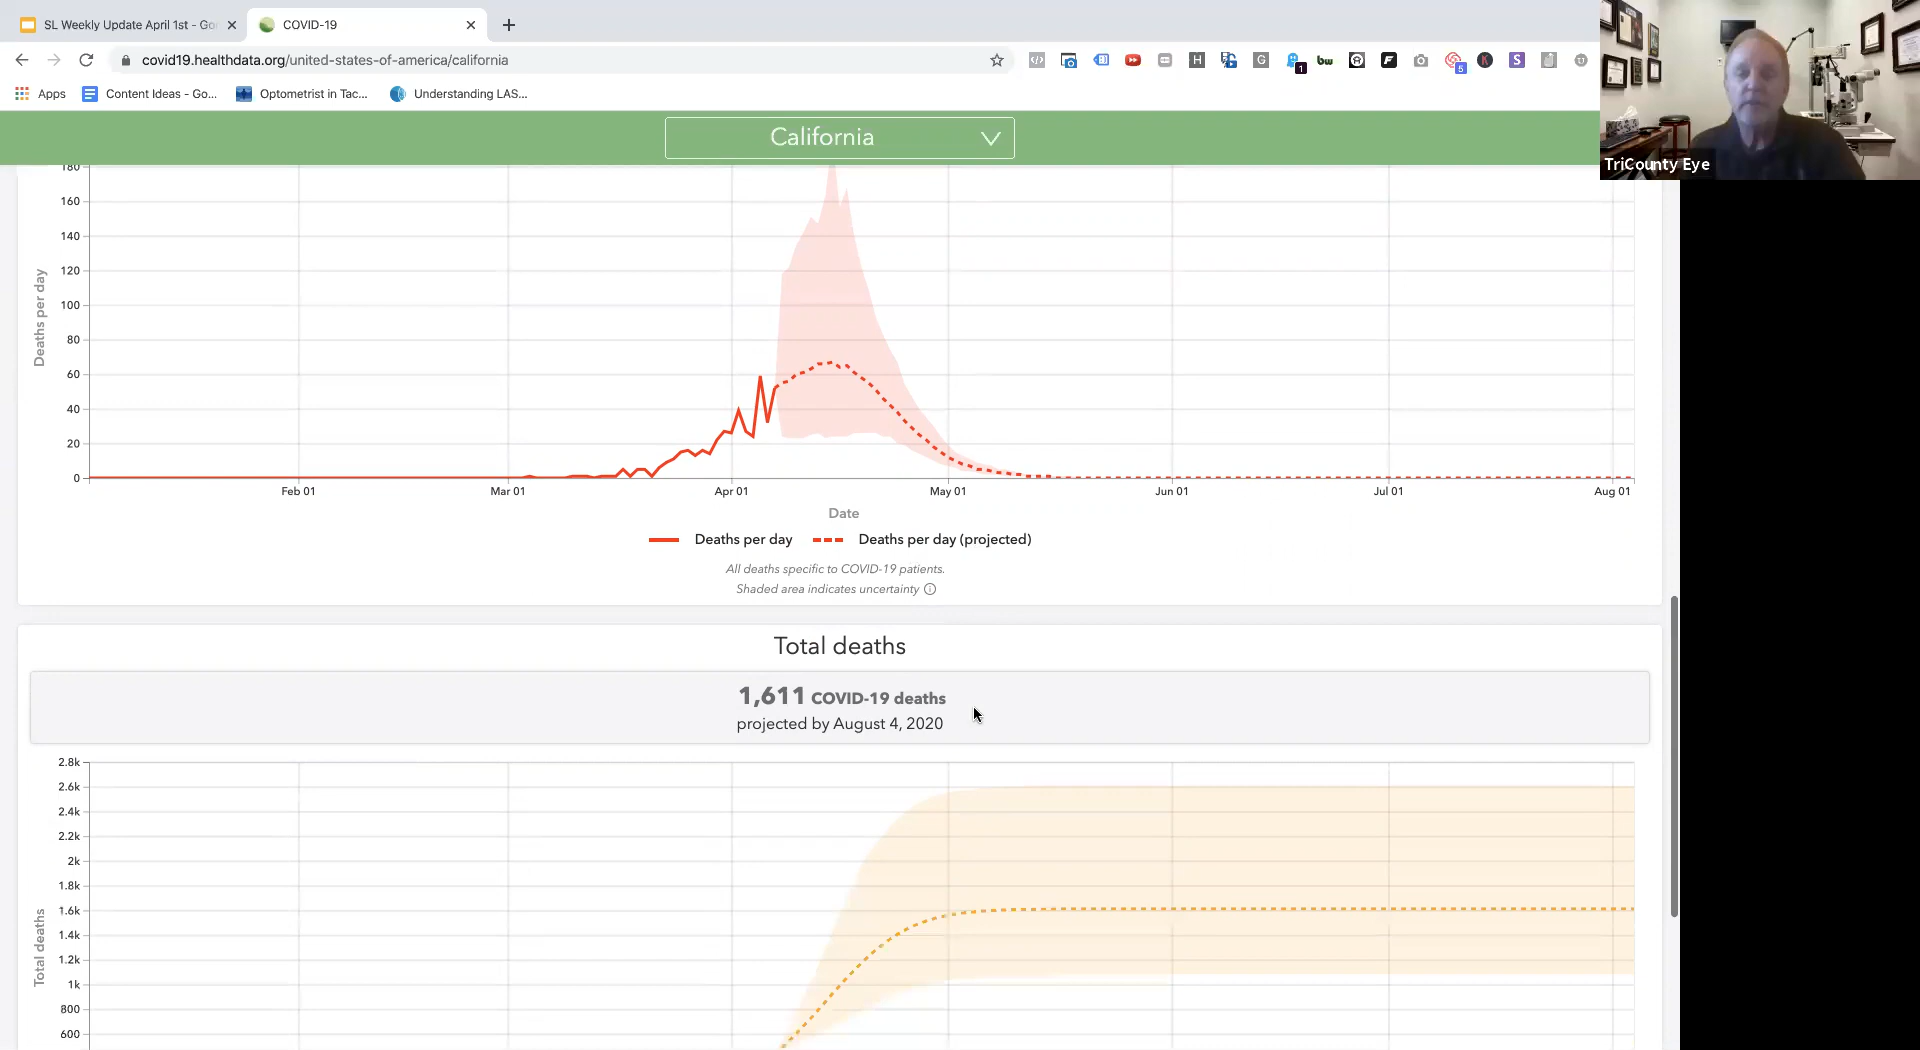 SL Weekly Update April 1st - Go
COVID-19
covid19.healthdata.org/united-states-of-america/california
1
bw
5
Apps
Content Ideas - Go...
Optometrist in Tac...
Understanding LAS...
TriCounty Eye
California
180
160
140
120
100
80
60
40
20
0
Deaths per day
Feb 01
Mar 01
Apr 01
May 01
Jun 01
Jul 01
Aug 01
Date
Deaths per day
Deaths per day (projected)
All deaths specific to COVID-19 patients.
Shaded area indicates uncertainty
Total deaths
1,611 COVID-19 deaths
projected by August 4, 2020
2.8k
2.6k
2.4k
2.2k
2k
1.8k
1.6k
1.4k
1.2k
1k
800
600
Total deaths